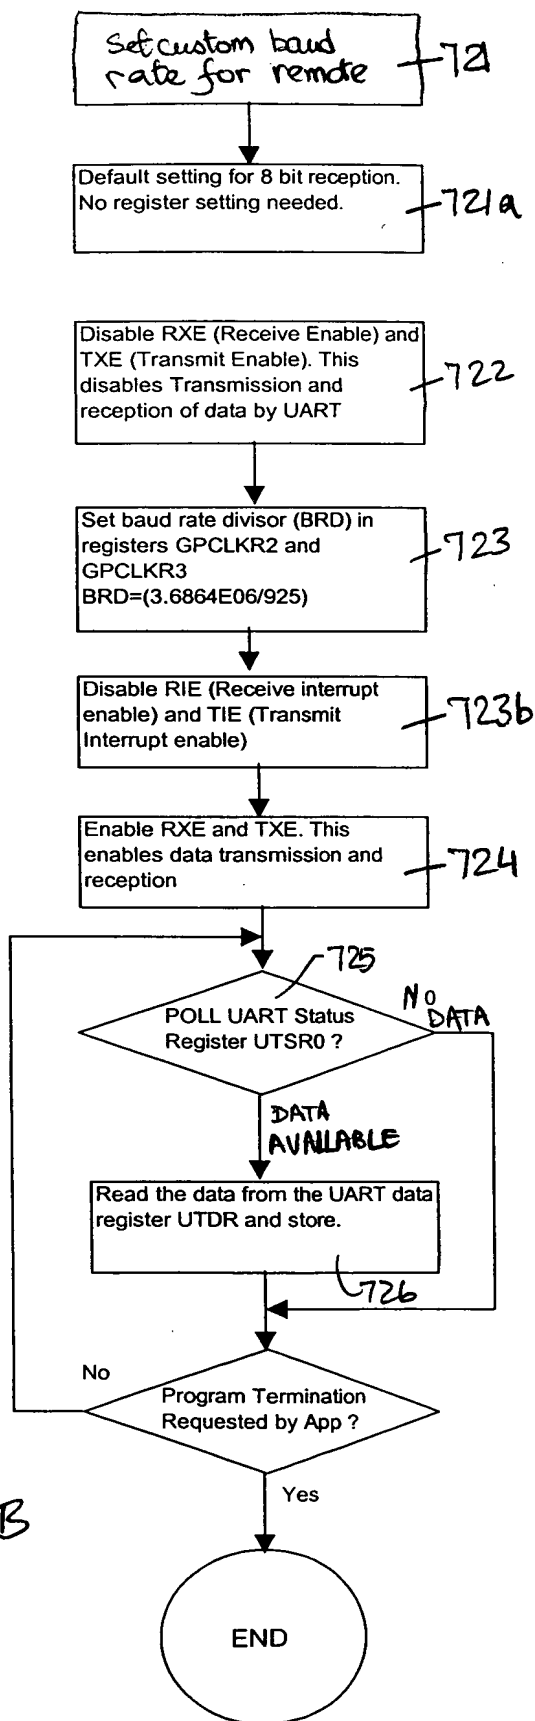 Set custom baud
rate for remote
721
Default setting for 8 bit reception.
No register setting needed.
721a
Disable RXE (Receive Enable) and
TXE (Transmit Enable). This
disables Transmission and
reception of data by UART
722
Set baud rate divisor (BRD) in
registers GPCLKR2 and
GPCLKR3
BRD=(3.6864E06/925)
723
Disable RIE (Receive interrupt
enable) and TIE (Transmit
Interrupt enable)
723b
Enable RXE and TXE. This
enables data transmission and
reception
724
725
POLL UART Status
Register UTSR0 ?
NO
DATA
DATA
AVAILABLE
Read the data from the UART data
register UTDR and store.
726
No
Program Termination
Requested by App ?
Yes
B
END